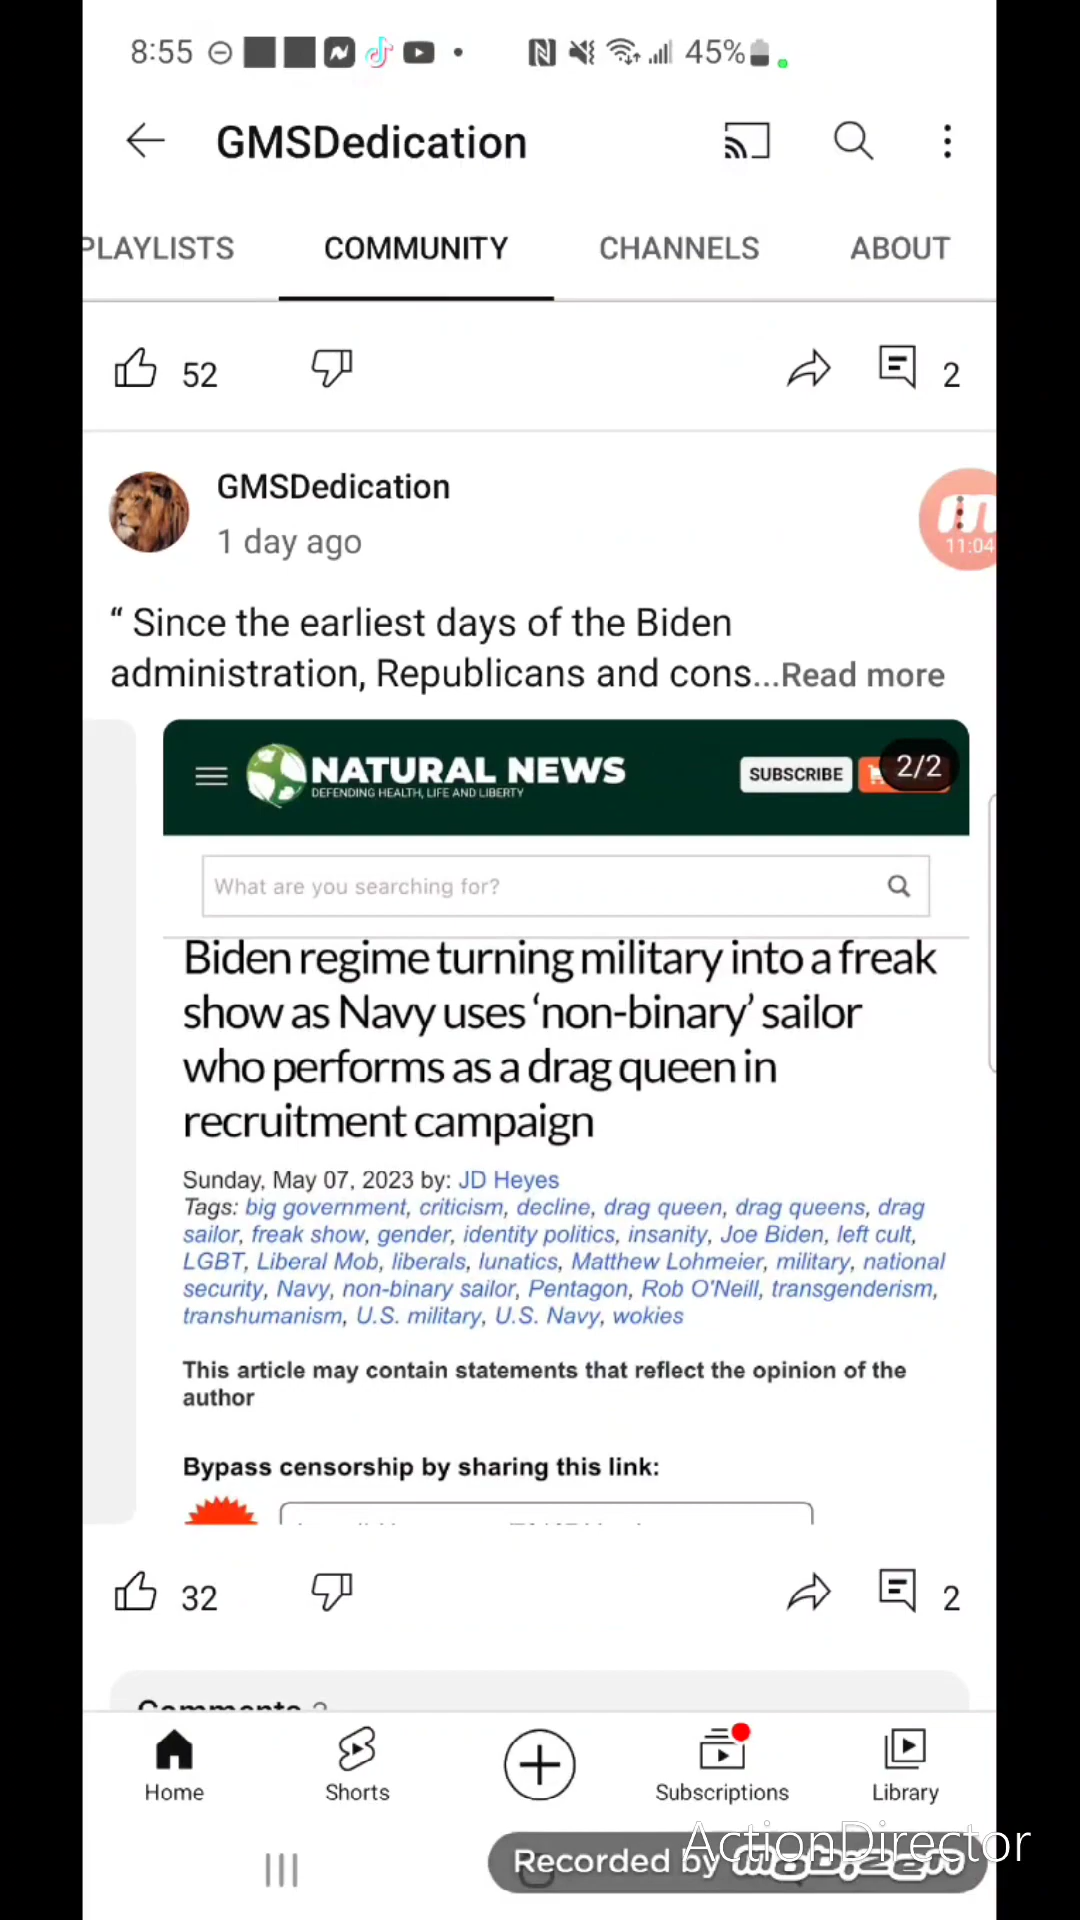 8:55 45%
GMSDedication
PLAYLISTS COMMUNITY CHANNELS ABOUT
52 2
GMSDedication
1 day ago
11:04
“ Since the earliest days of the Biden
administration, Republicans and cons...Read more
NATURAL NEWS
DEFENDING HEALTH, LIFE AND LIBERTY
SUBSCRIBE
2/2
What are you searching for?
Biden regime turning military into a freak
show as Navy uses ‘non-binary’ sailor
who performs as a drag queen in
recruitment campaign
Sunday, May 07, 2023 by: JD Heyes
Tags: big government, criticism, decline, drag queen, drag queens, drag
sailor, freak show, gender, identity politics, insanity, Joe Biden, left cult,
LGBT, Liberal Mob, liberals, lunatics, Matthew Lohmeier, military, national
security, Navy, non-binary sailor, Pentagon, Rob O'Neill, transgenderism,
transhumanism, U.S. military, U.S. Navy, wokies
This article may contain statements that reflect the opinion of the
author
Bypass censorship by sharing this link:
32 2
Comments
Home Shorts Subscriptions Library
ActionDirector
Recorded by mobizen